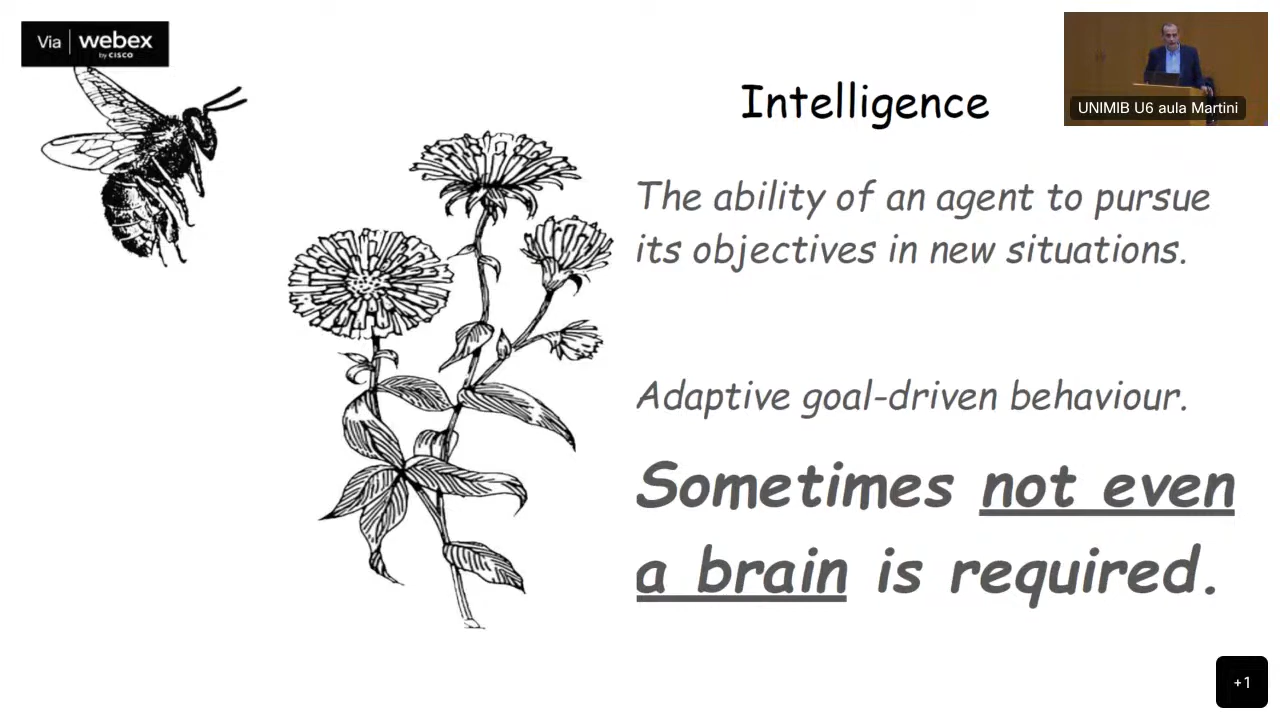 Via webex
by CISCO
Intelligence
UNIMIB U6 aula Martini
The ability of an agent to pursue
its objectives in new situations.
Adaptive goal-driven behaviour.
Sometimes not even
a brain is required.
+1